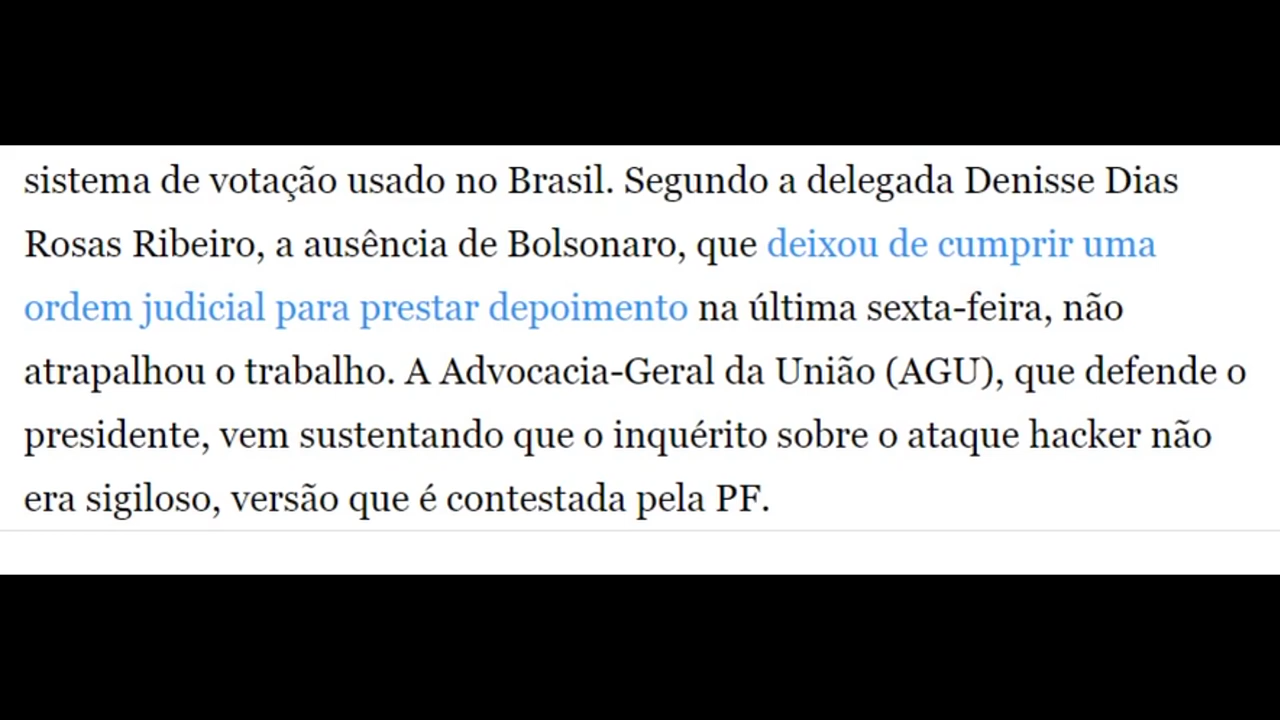 sistema de votação usado no Brasil. Segundo a delegada Denisse Dias
Rosas Ribeiro, a ausência de Bolsonaro, que deixou de cumprir uma
ordem judicial para prestar depoimento na última sexta-feira, não
atrapalhou o trabalho. A Advocacia-Geral da União (AGU), que defende o
presidente, vem sustentando que o inquérito sobre o ataque hacker não
era sigiloso, versão que é contestada pela PF.